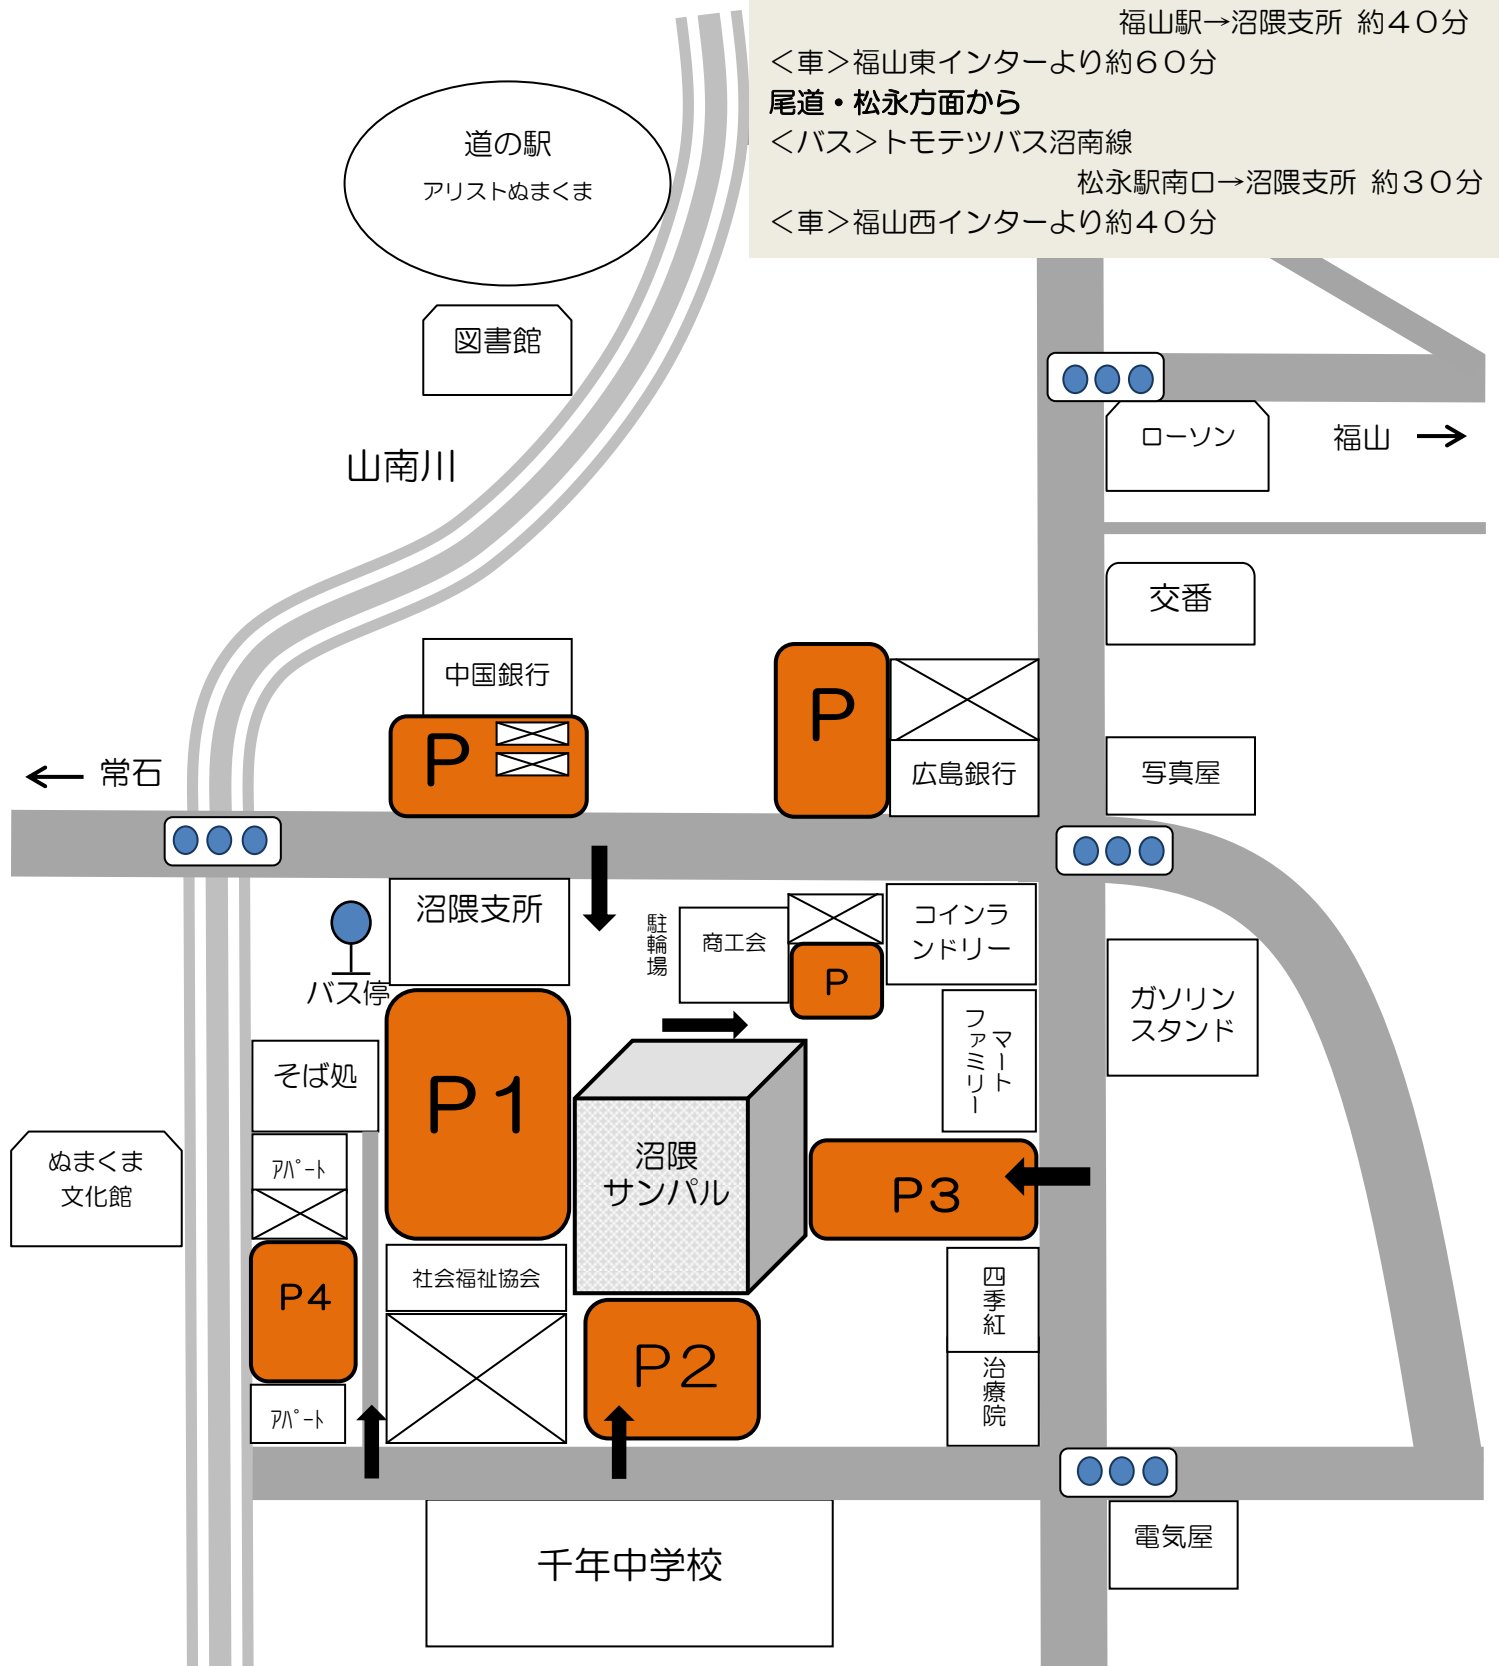 福山駅→沼隈支所 約４０分
＜車＞福山東インターより約６０分
尾道・松永方面から
＜バス＞トモテツバス沼南線
松永駅南口→沼隈支所 約３０分
＜車＞福山西インターより約４０分
道の駅
アリストぬまくま
図書館
山南川
ローソン
福山 →
交番
中国銀行
P
P
広島銀行
写真屋
← 常石
沼隈支所
バス停
駐輪場
商工会
P
コインラ
ンドリー
ファミリー
マート
ガソリン
スタンド
そば処
P1
沼隈
サンパル
P3
ぬまくま
文化館
ｱﾊﾟｰﾄ
P4
社会福祉協会
P2
四季紅
治療院
ｱﾊﾟｰﾄ
千年中学校
電気屋